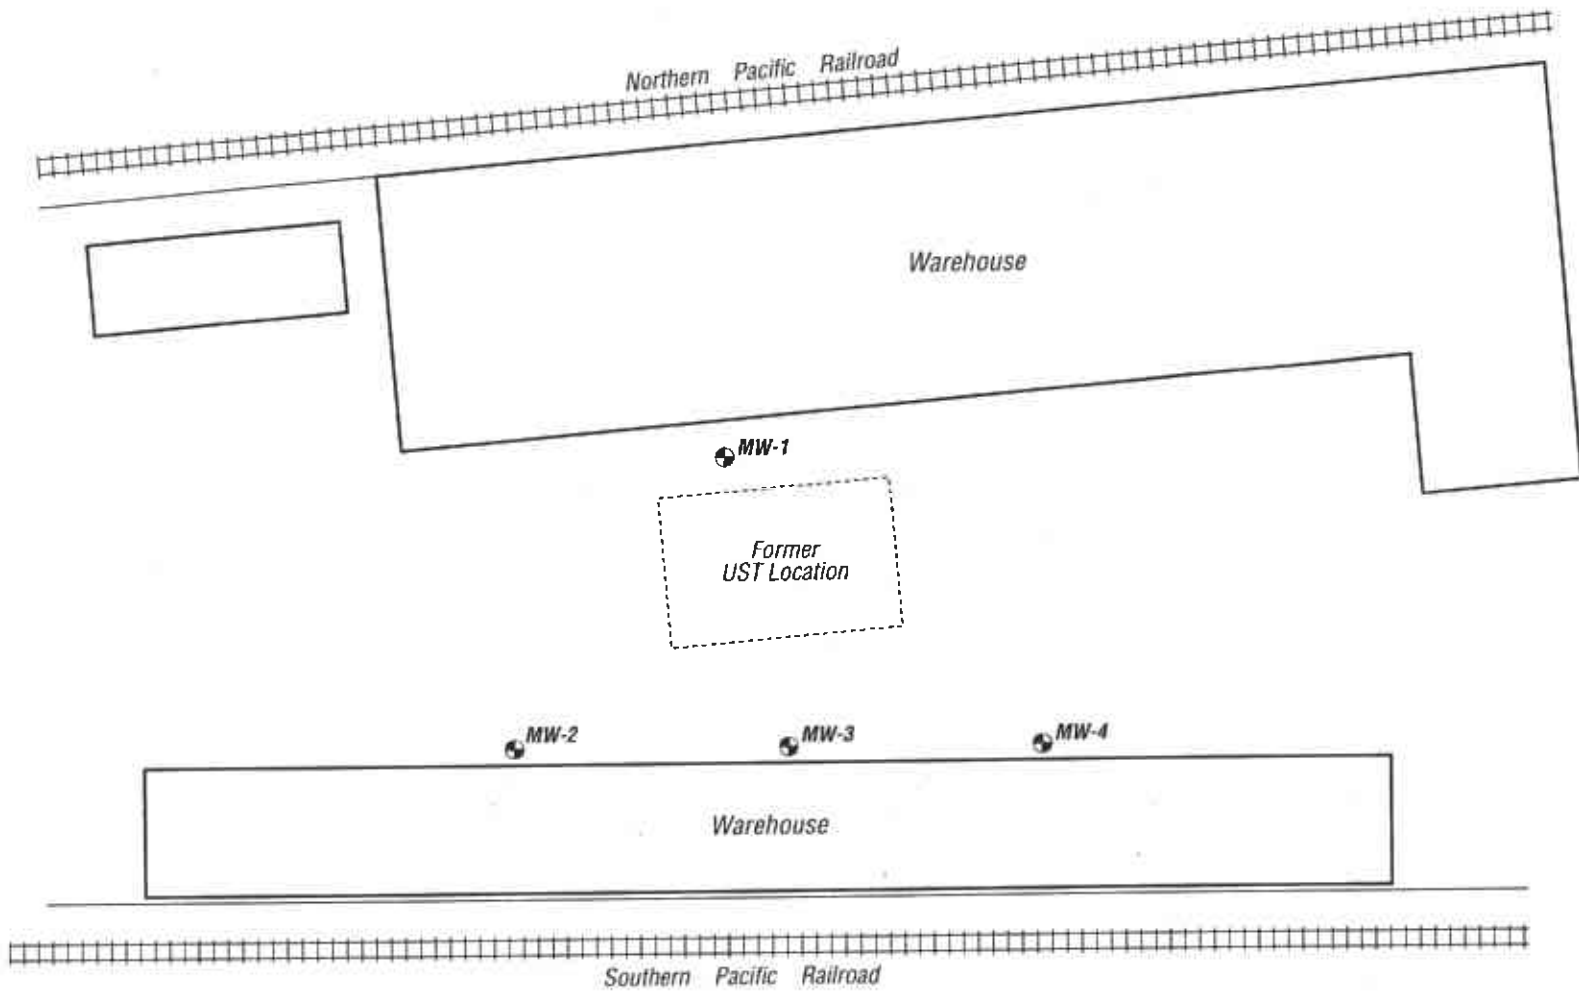 Northern Pacific Railroad
Warehouse
MW-1
Former
UST Location
MW-2
MW-3
MW-4
Warehouse
Southern Pacific Railroad